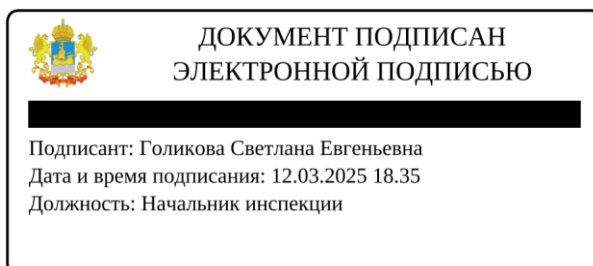 ДОКУМЕНТ ПОДПИСАН
ЭЛЕКТРОННОЙ ПОДПИСЬЮ
Подписант: Голикова Светлана Евгеньевна
Дата и время подписания: 12.03.2025 18.35
Должность: Начальник инспекции